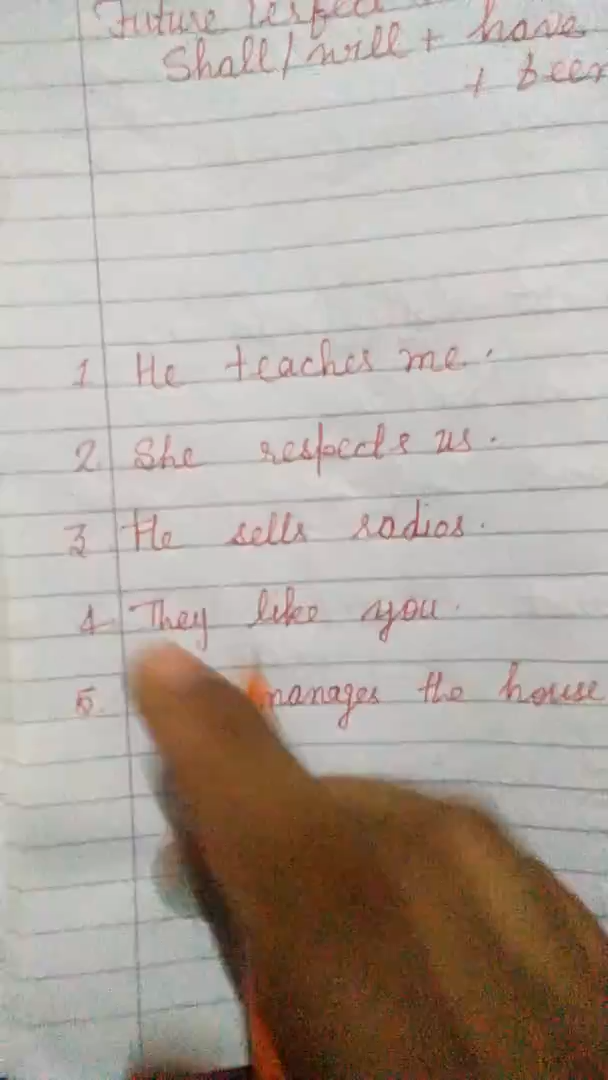 Future Perfect
Shall/will + have
+ been
1 He teaches me.
2 She respects us.
3 He sells radios.
4 They like you.
5. manages the house